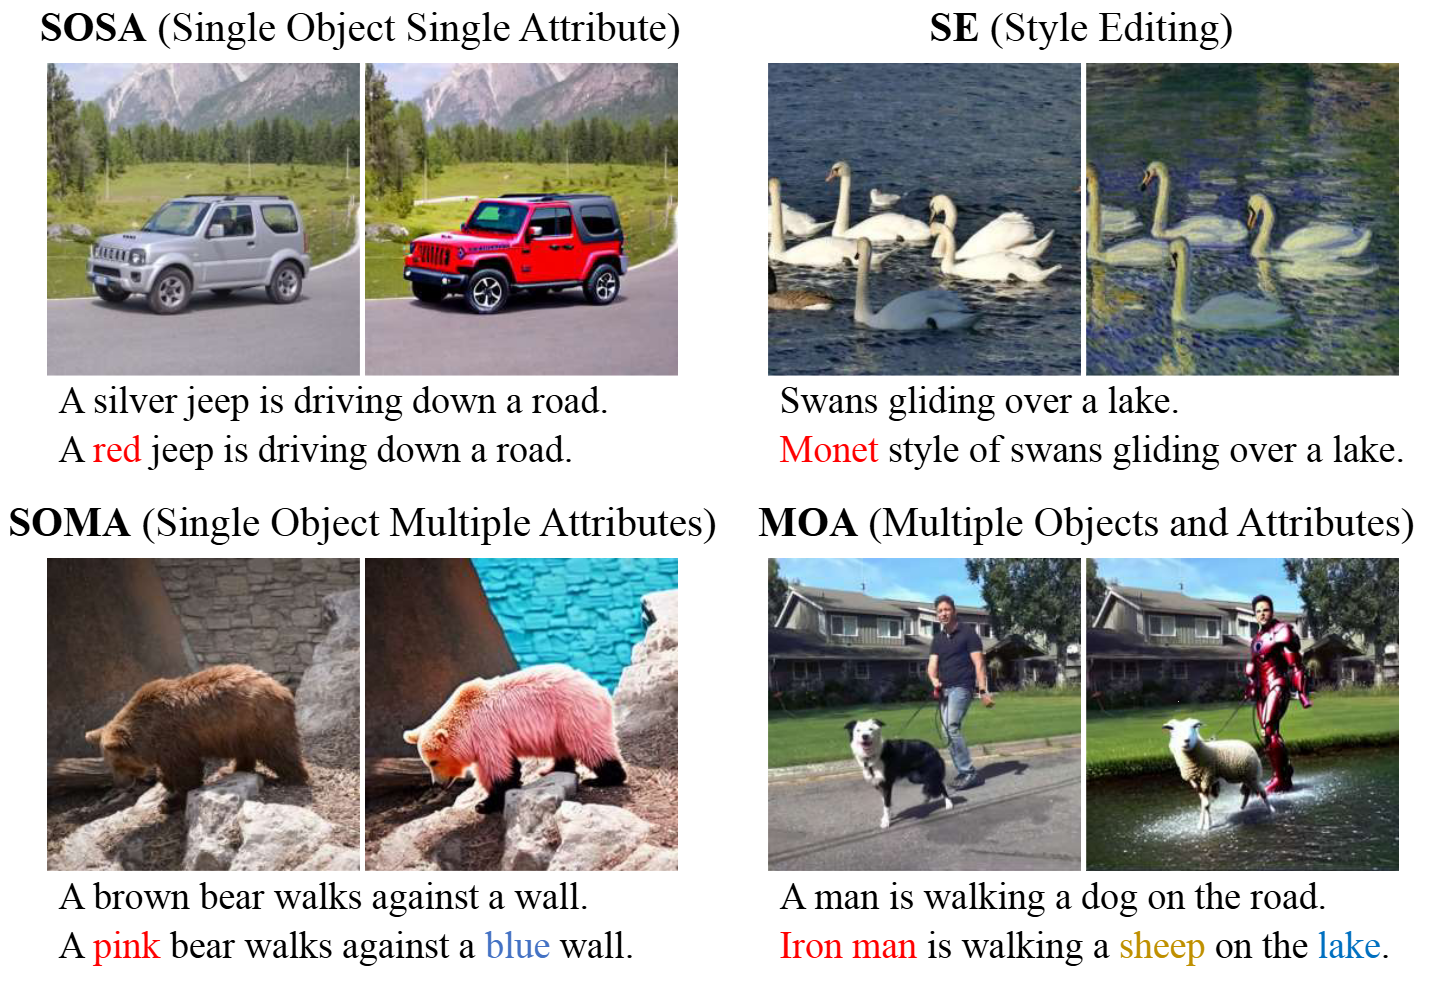 SOSA (Single Object Single Attribute)
A silver jeep is driving down a road.
A red jeep is driving down a road.
SE (Style Editing)
Swans gliding over a lake.
Monet style of swans gliding over a lake.
SOMA (Single Object Multiple Attributes)
A brown bear walks against a wall.
A pink bear walks against a blue wall.
MOA (Multiple Objects and Attributes)
A man is walking a dog on the road.
Iron man is walking a sheep on the lake.